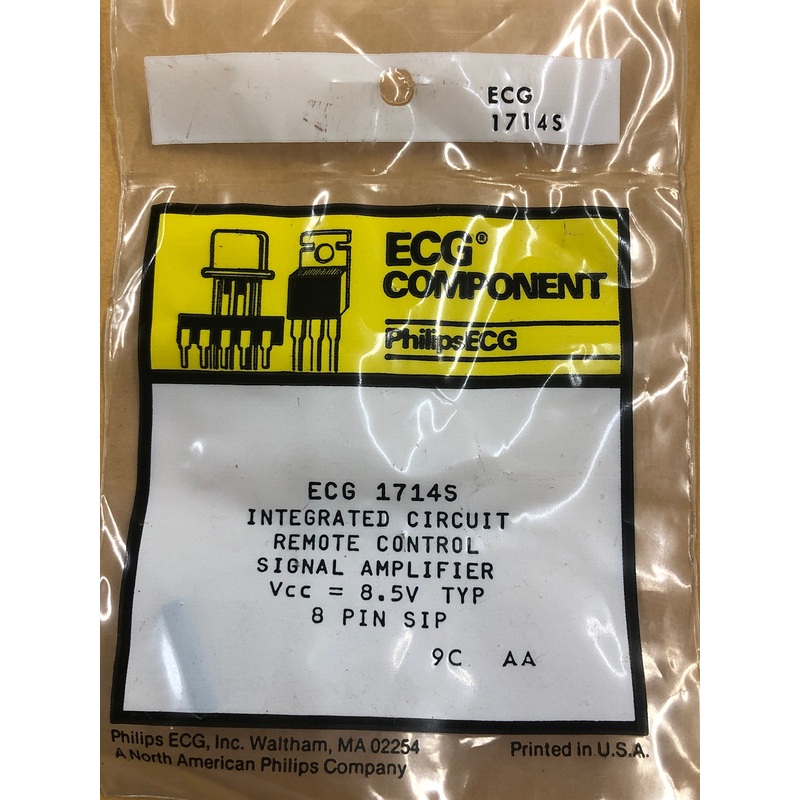 ECG
1714S
ECG®
COMPONENT
PhilipsECG
ECG 1714S
INTEGRATED CIRCUIT
REMOTE CONTROL
SIGNAL AMPLIFIER
Vcc = 8.5V TYP
8 PIN SIP
9C AA
Philips ECG, Inc. Waltham, MA 02254
A North American Philips Company
Printed in U.S.A.